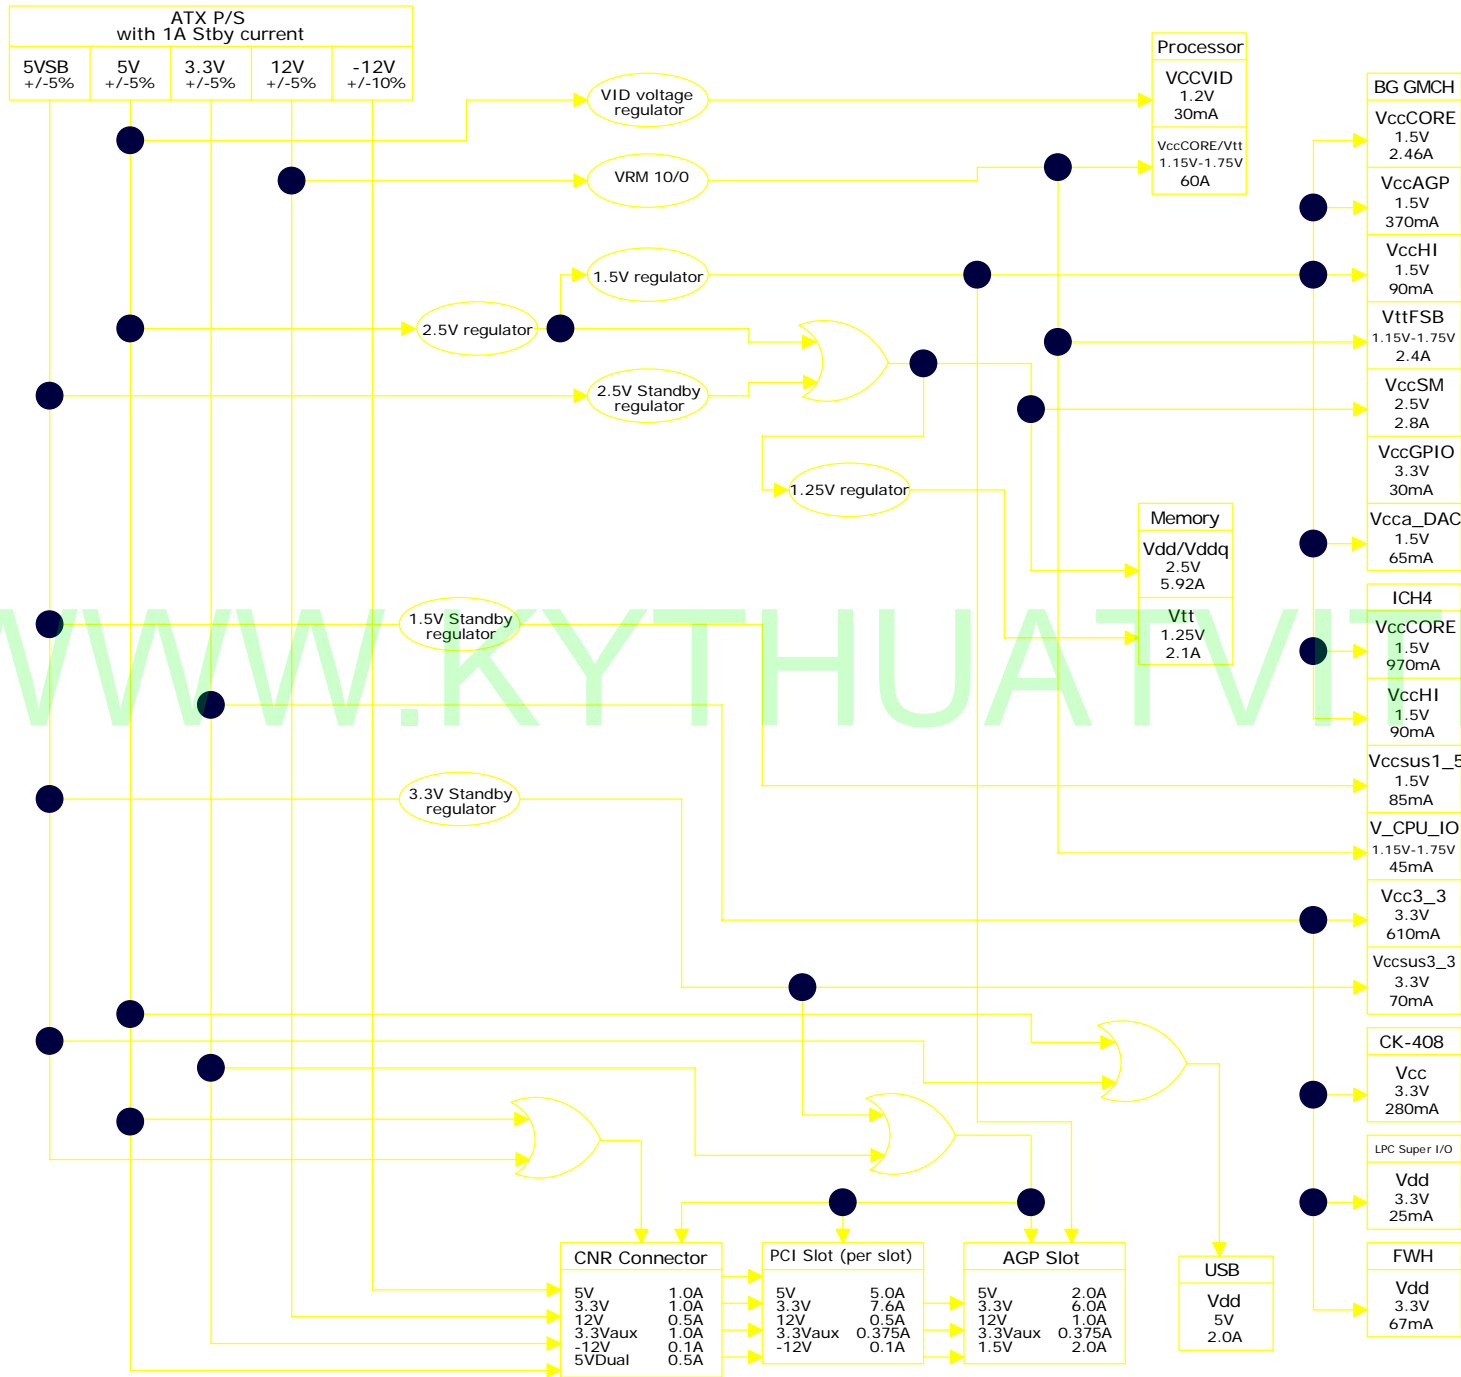 ATX P/S
with 1A Stby current
5VSB
+/-5%
5V
+/-5%
3.3V
+/-5%
12V
+/-5%
-12V
+/-10%
VID voltage
regulator
VRM 10/0
1.5V regulator
2.5V regulator
2.5V Standby
regulator
1.25V regulator
1.5V Standby
regulator
3.3V Standby
regulator
Processor
VCCVID
1.2V
30mA
VccCORE/Vtt
1.15V-1.75V
60A
Memory
Vdd/Vddq
2.5V
5.92A
Vtt
1.25V
2.1A
BG GMCH
VccCORE
1.5V
2.46A
VccAGP
1.5V
370mA
VccHI
1.5V
90mA
VttFSB
1.15V-1.75V
2.4A
VccSM
2.5V
2.8A
VccGPIO
3.3V
30mA
Vcca_DAC
1.5V
65mA
ICH4
VccCORE
1.5V
970mA
VccHI
1.5V
90mA
Vccsus1_5
1.5V
85mA
V_CPU_IO
1.15V-1.75V
45mA
Vcc3_3
3.3V
610mA
Vccsus3_3
3.3V
70mA
CK-408
Vcc
3.3V
280mA
LPC Super I/O
Vdd
3.3V
25mA
FWH
Vdd
3.3V
67mA
CNR Connector
5V 1.0A
3.3V 1.0A
12V 0.5A
3.3Vaux 1.0A
-12V 0.1A
5VDual 0.5A
PCI Slot (per slot)
5V 5.0A
3.3V 7.6A
12V 0.5A
3.3Vaux 0.375A
-12V 0.1A
AGP Slot
5V 2.0A
3.3V 6.0A
12V 1.0A
3.3Vaux 0.375A
1.5V 2.0A
USB
Vdd
5V
2.0A
WWW.KYTHUATVIT